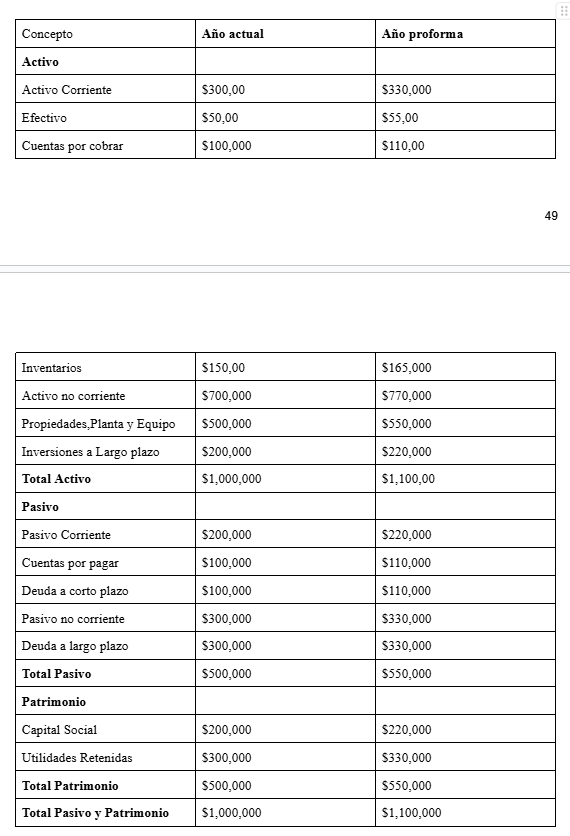 Concepto Año actual Año proforma
Activo
Activo Corriente $300,00 $330,000
Efectivo $50,00 $55,00
Cuentas por cobrar $100,000 $110,00
49
Inventarios $150,00 $165,000
Activo no corriente $700,000 $770,000
Propiedades,Planta y Equipo $500,000 $550,000
Inversiones a Largo plazo $200,000 $220,000
Total Activo $1,000,000 $1,100,00
Pasivo
Pasivo Corriente $200,000 $220,000
Cuentas por pagar $100,000 $110,000
Deuda a corto plazo $100,000 $110,000
Pasivo no corriente $300,000 $330,000
Deuda a largo plazo $300,000 $330,000
Total Pasivo $500,000 $550,000
Patrimonio
Capital Social $200,000 $220,000
Utilidades Retenidas $300,000 $330,000
Total Patrimonio $500,000 $550,000
Total Pasivo y Patrimonio $1,000,000 $1,100,000